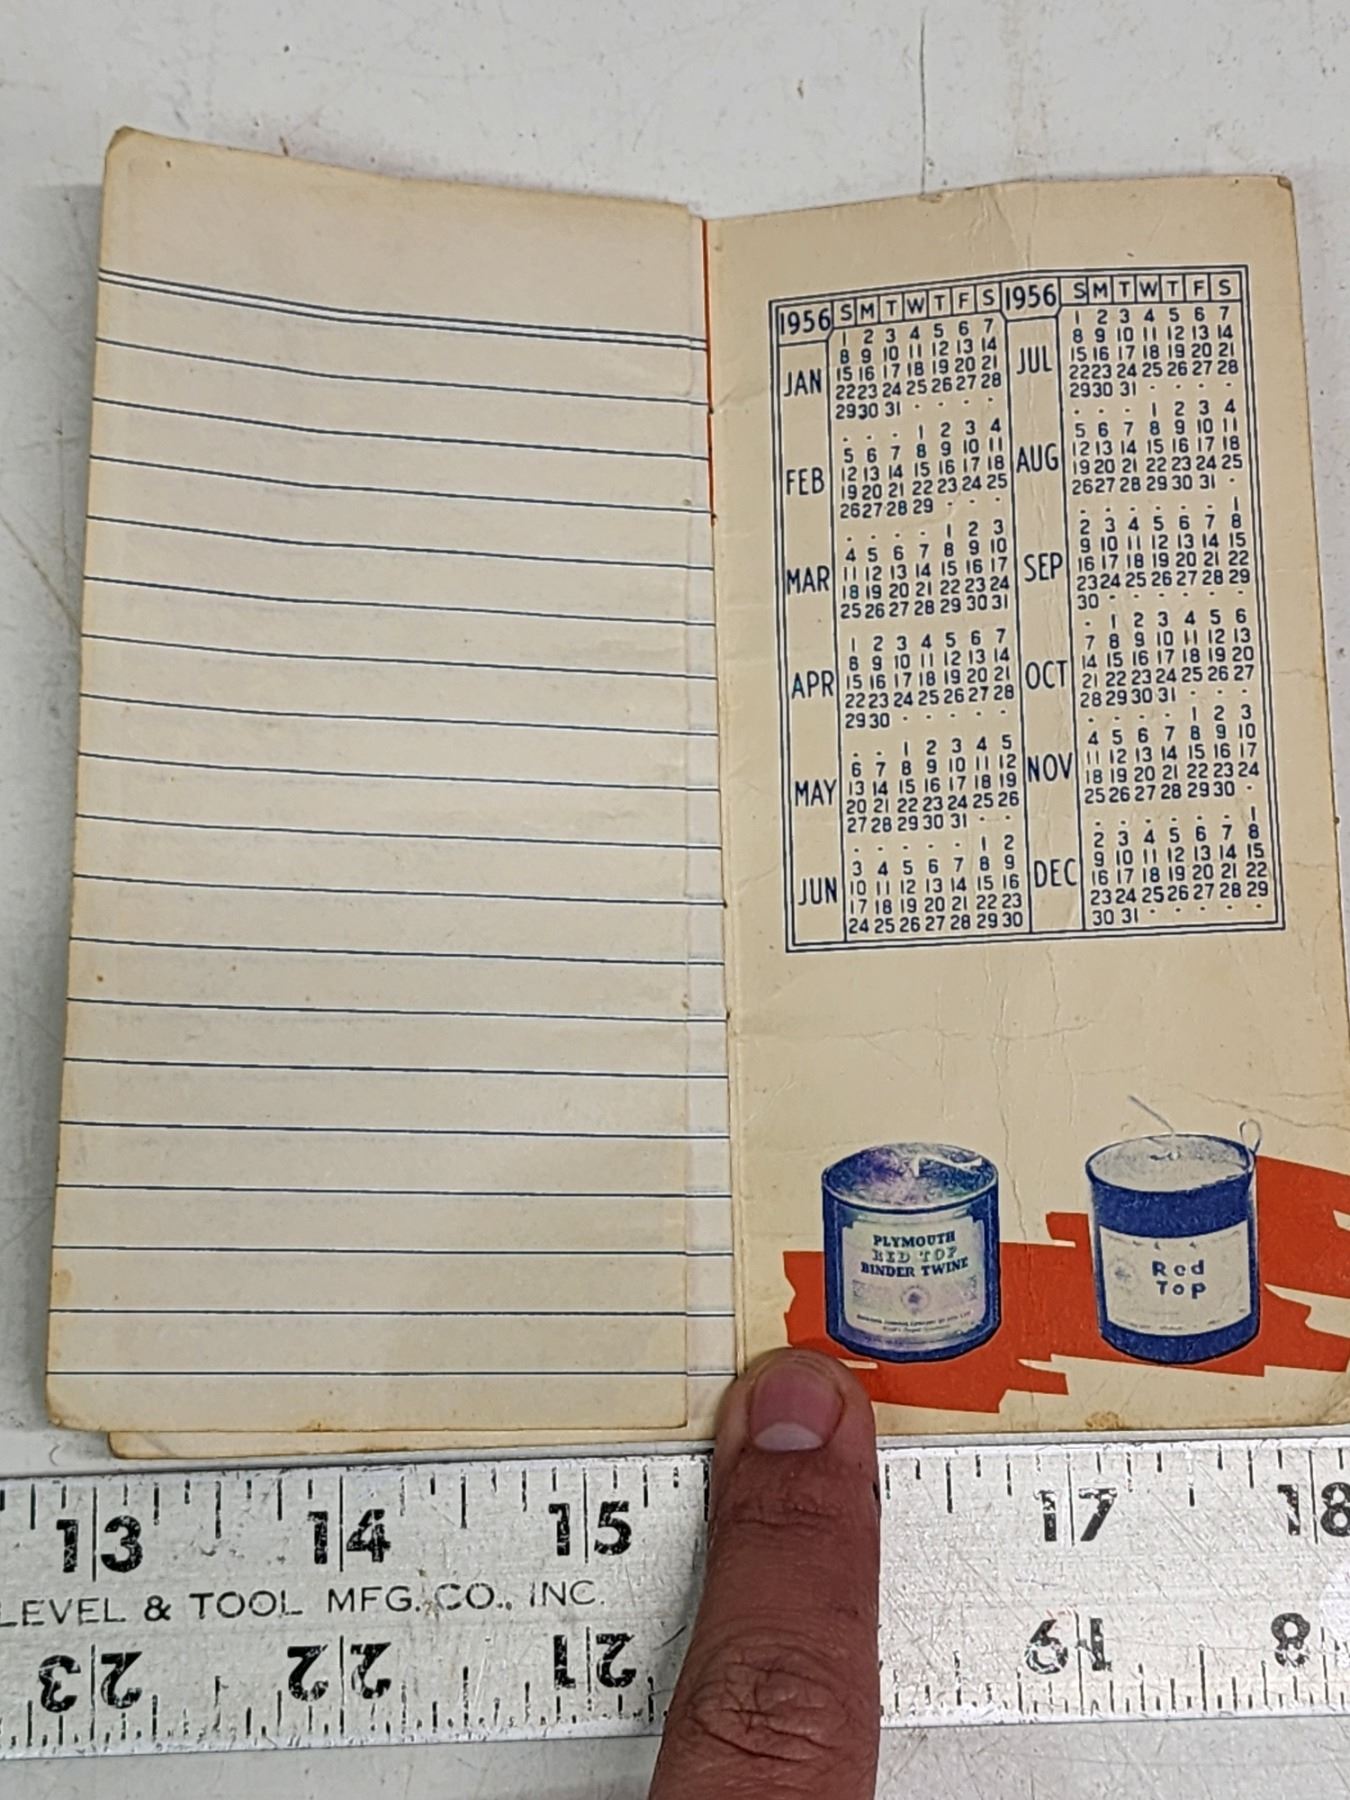 1956 S M T W T F S
JAN
1 2 3 4 5 6 7
8 9 10 11 12 13 14
15 16 17 18 19 20 21
22 23 24 25 26 27 28
29 30 31 · · · ·
FEB
· · · 1 2 3 4
5 6 7 8 9 10 11
12 13 14 15 16 17 18
19 20 21 22 23 24 25
26 27 28 29 · · ·
MAR
· · · · 1 2 3
4 5 6 7 8 9 10
11 12 13 14 15 16 17
18 19 20 21 22 23 24
25 26 27 28 29 30 31
APR
1 2 3 4 5 6 7
8 9 10 11 12 13 14
15 16 17 18 19 20 21
22 23 24 25 26 27 28
29 30 · · · · ·
MAY
· · 1 2 3 4 5
6 7 8 9 10 11 12
13 14 15 16 17 18 19
20 21 22 23 24 25 26
27 28 29 30 31 · ·
JUN
· · · · · 1 2
3 4 5 6 7 8 9
10 11 12 13 14 15 16
17 18 19 20 21 22 23
24 25 26 27 28 29 30
1956 S M T W T F S
JUL
1 2 3 4 5 6 7
8 9 10 11 12 13 14
15 16 17 18 19 20 21
22 23 24 25 26 27 28
29 30 31 · · · ·
AUG
· · · 1 2 3 4
5 6 7 8 9 10 11
12 13 14 15 16 17 18
19 20 21 22 23 24 25
26 27 28 29 30 31 ·
SEP
· · · · · · 1
2 3 4 5 6 7 8
9 10 11 12 13 14 15
16 17 18 19 20 21 22
23 24 25 26 27 28 29
30 · · · · · ·
OCT
· 1 2 3 4 5 6
7 8 9 10 11 12 13
14 15 16 17 18 19 20
21 22 23 24 25 26 27
28 29 30 31 · · ·
NOV
· · · · 1 2 3
4 5 6 7 8 9 10
11 12 13 14 15 16 17
18 19 20 21 22 23 24
25 26 27 28 29 30 ·
DEC
· · · · · · 1
2 3 4 5 6 7 8
9 10 11 12 13 14 15
16 17 18 19 20 21 22
23 24 25 26 27 28 29
30 31 · · · · ·
PLYMOUTH
RED TOP
BINDER TWINE
Red
Top
13 14 15 17 18
LEVEL & TOOL MFG. CO., INC.
23 22 21 19 8